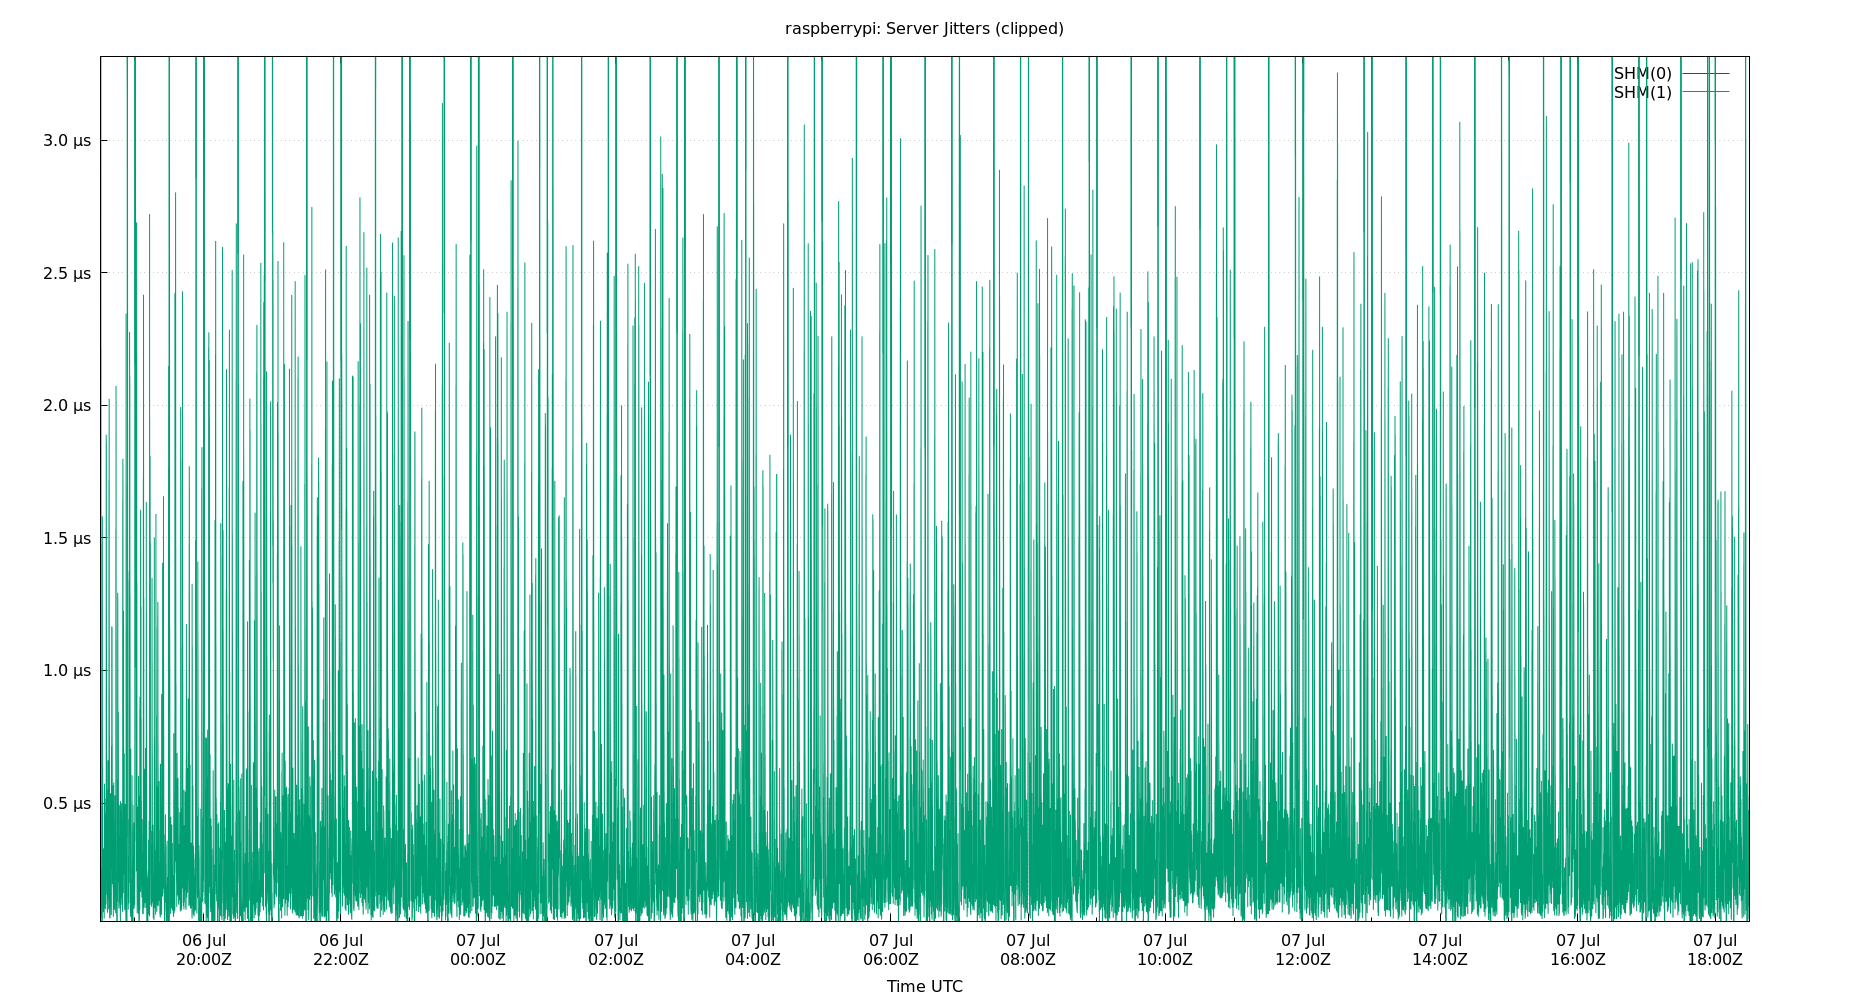 raspberrypi: Server Jitters (clipped)
SHM(0)
SHM(1)
3.0 µs
2.5 µs
2.0 µs
1.5 µs
1.0 µs
0.5 µs
06 Jul 06 Jul 07 Jul 07 Jul 07 Jul 07 Jul 07 Jul 07 Jul 07 Jul 07 Jul 07 Jul 07 Jul
20:00Z 22:00Z 00:00Z 02:00Z 04:00Z 06:00Z 08:00Z 10:00Z 12:00Z 14:00Z 16:00Z 18:00Z
Time UTC